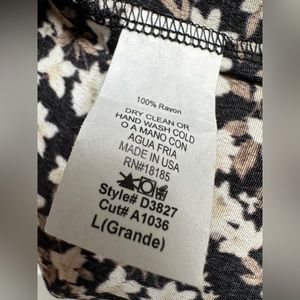 100% Rayon
DRY CLEAN OR
HAND WASH COLD
O A MANO CON
AGUA FRIA
MADE IN USA
RN#18185
Style# D3827
Cut# A1036
L(Grande)